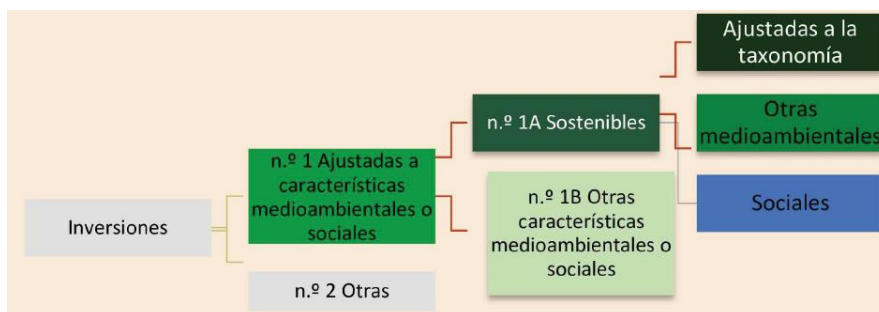 Inversiones
n.º 1 Ajustadas a
características
medioambientales o
sociales
n.º 2 Otras
n.º 1A Sostenibles
n.º 1B Otras
características
medioambientales o
sociales
Ajustadas a la
taxonomía
Otras
medioambientales
Sociales